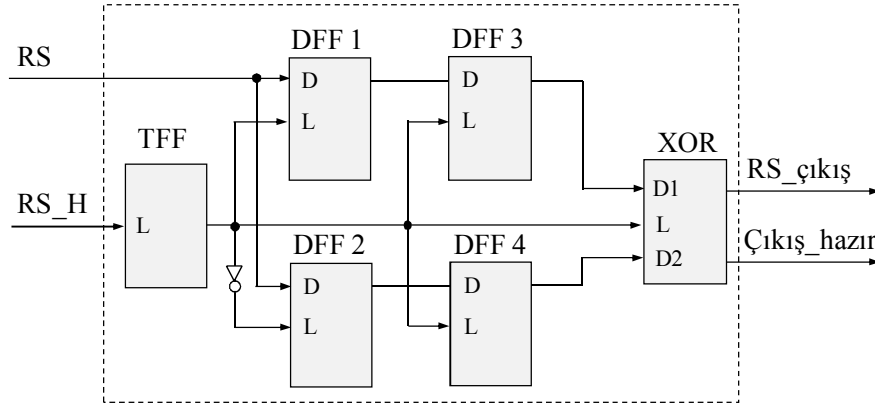 DFF 1
DFF 3
RS
D
D
L
L
TFF
XOR
RS_çıkış
D1
RS_H
L
L
DFF 2
DFF 4
Çıkış_hazır
D2
D
D
L
L